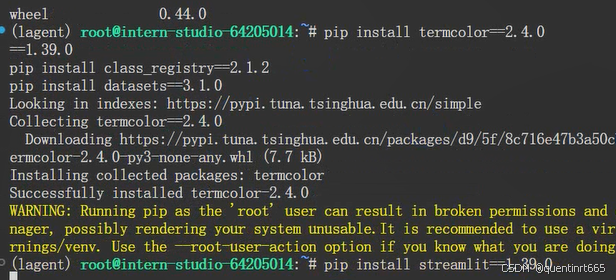 wheel 0.44.0
(lagent) root@intern-studio-64205014:~# pip install termcolor==2.4.0
==1.39.0
pip install class_registry==2.1.2
pip install datasets==3.1.0
Looking in indexes: https://pypi.tuna.tsinghua.edu.cn/simple
Collecting termcolor==2.4.0
Downloading https://pypi.tuna.tsinghua.edu.cn/packages/d9/5f/8c716e47b3a50c
ermcolor-2.4.0-py3-none-any.whl (7.7 kB)
Installing collected packages: termcolor
Successfully installed termcolor-2.4.0
WARNING: Running pip as the 'root' user can result in broken permissions and
nager, possibly rendering your system unusable.It is recommended to use a vir
rnings/venv. Use the --root-user-action option if you know what you are doing
(lagent) root@intern-studio-64205014:~# pip install streamlit==1.39.0
CSDN @quentinrt665